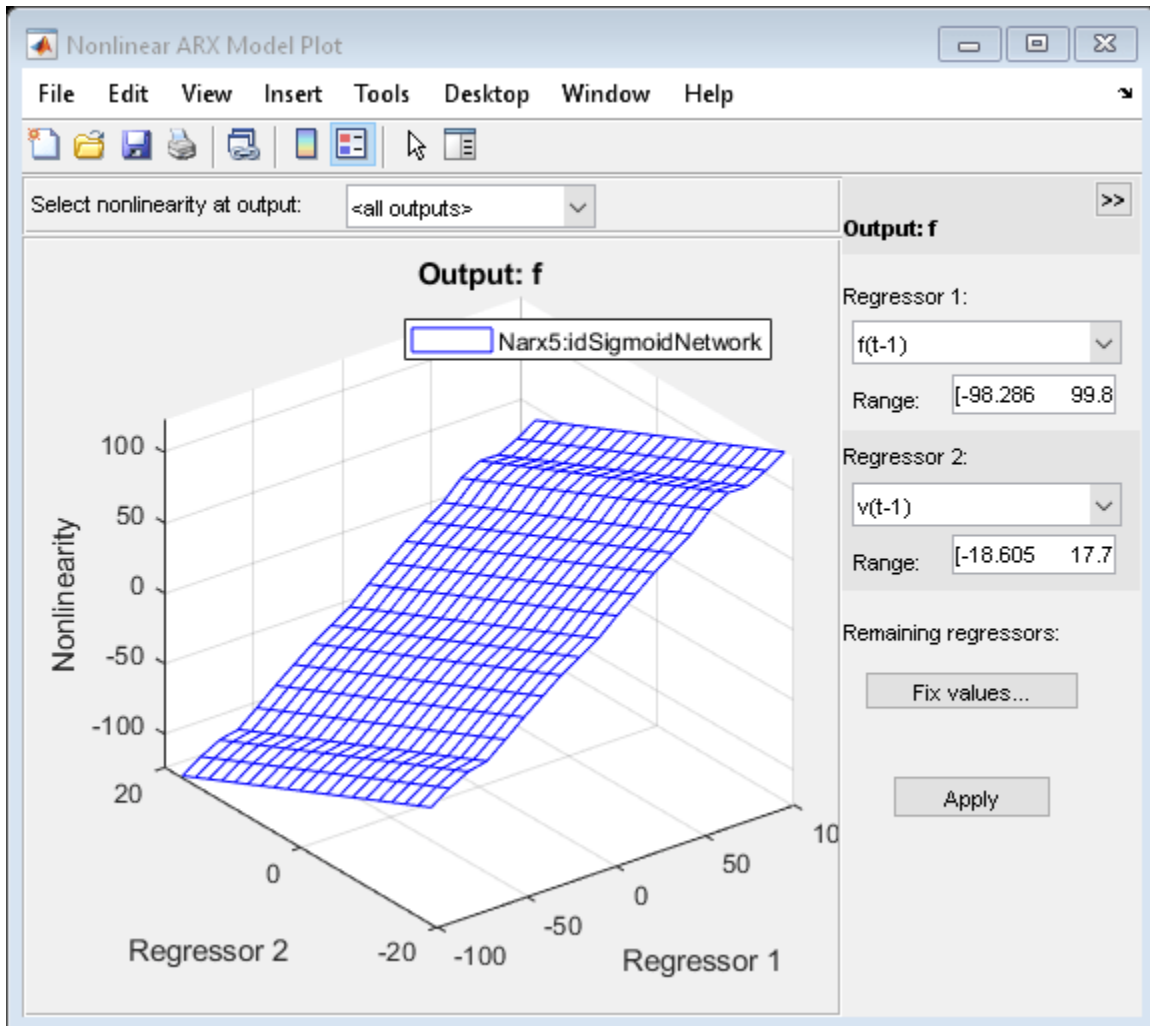 Nonlinear ARX Model Plot
File Edit View Insert Tools Desktop Window Help
Select nonlinearity at output: <all outputs>
>>
Output: f
Output: f
Narx5:idSigmoidNetwork
100
50
0
-50
-100
Nonlinearity
20
0
-20
Regressor 2
-100
-50
0
50
10
Regressor 1
Regressor 1:
f(t-1)
Range: [-98.286 99.8
Regressor 2:
v(t-1)
Range: [-18.605 17.7
Remaining regressors:
Fix values...
Apply